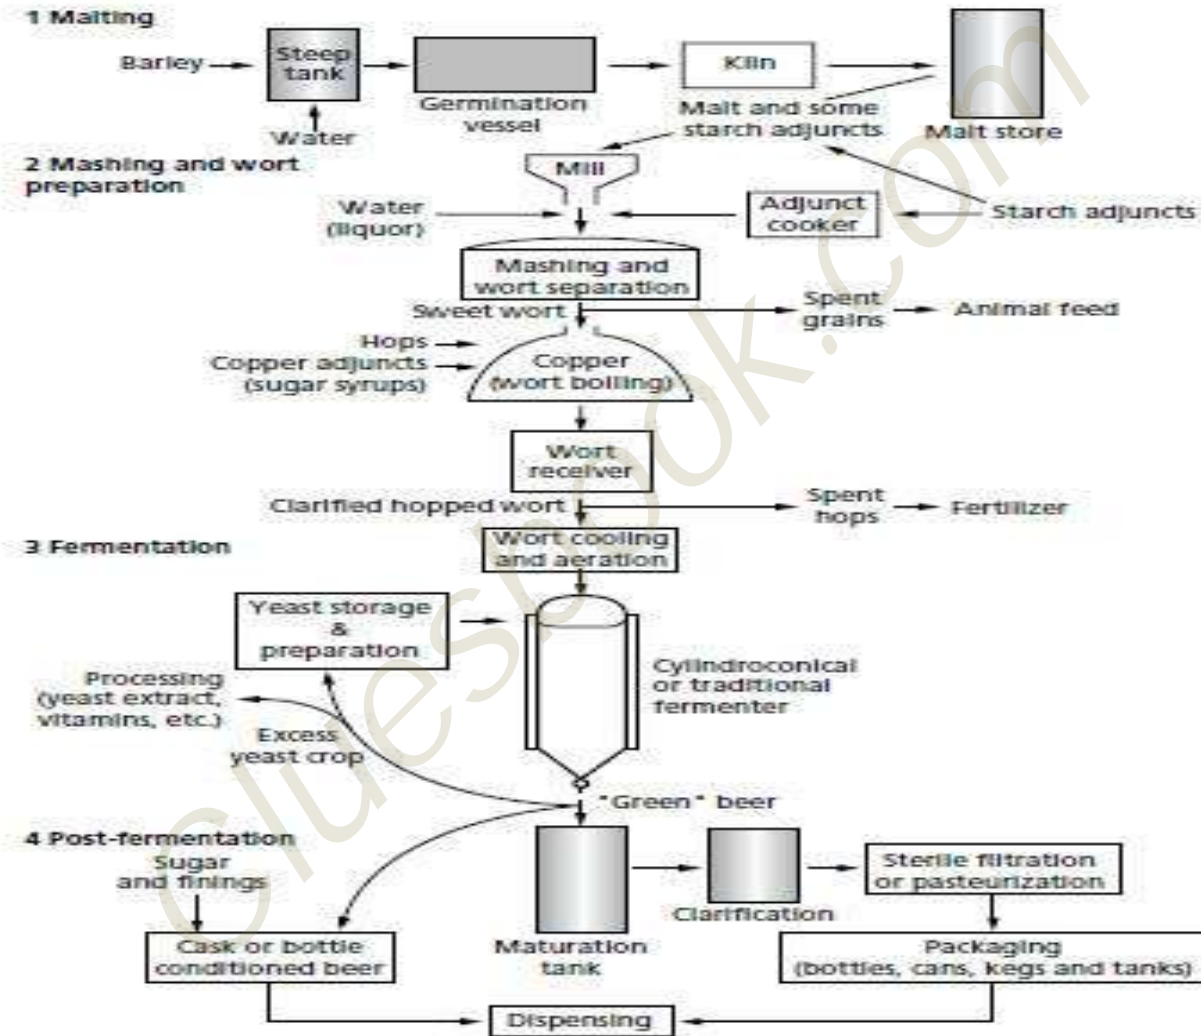 1 Malting
Barley
Steep
tank
Kiln
Germination
vessel
Water
Malt and some
starch adjuncts
Malt store
2 Mashing and wort
preparation
Mill
Water
(liquor)
Adjunct
cooker
Starch adjuncts
Mashing and
wort separation
Sweet wort
Spent
grains
Animal feed
Hops
Copper adjuncts
(sugar syrups)
Copper
(wort boiling)
Wort
receiver
Clarified hopped wort
Spent
hops
Fertilizer
3 Fermentation
Wort cooling
and aeration
Yeast storage
&
preparation
Processing
(yeast extract,
vitamins, etc.)
Excess
yeast crop
Cylindroconical
or traditional
fermenter
"Green" beer
4 Post-fermentation
Sugar
and finings
Cask or bottle
conditioned beer
Maturation
tank
Clarification
Sterile filtration
or pasteurization
Packaging
(bottles, cans, kegs and tanks)
Dispensing
cluesbook.com